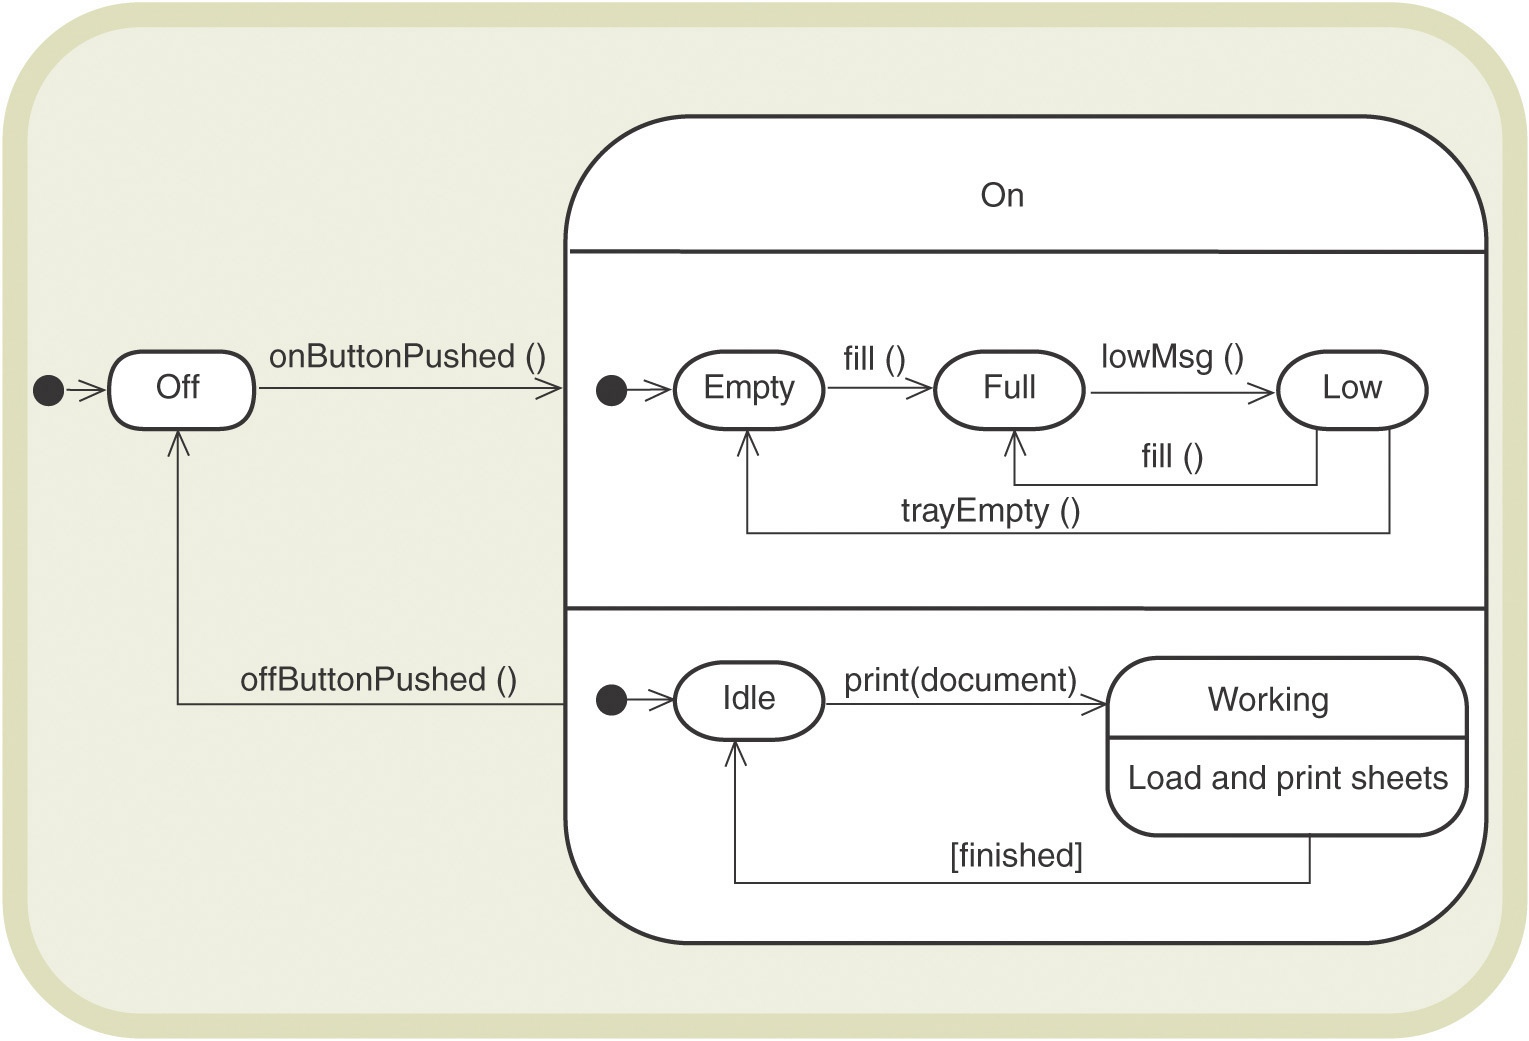 On
onButtonPushed ()
Off
fill ()
lowMsg ()
Empty
Full
Low
fill ()
trayEmpty ()
offButtonPushed ()
Idle
print(document)
Working
Load and print sheets
[finished]